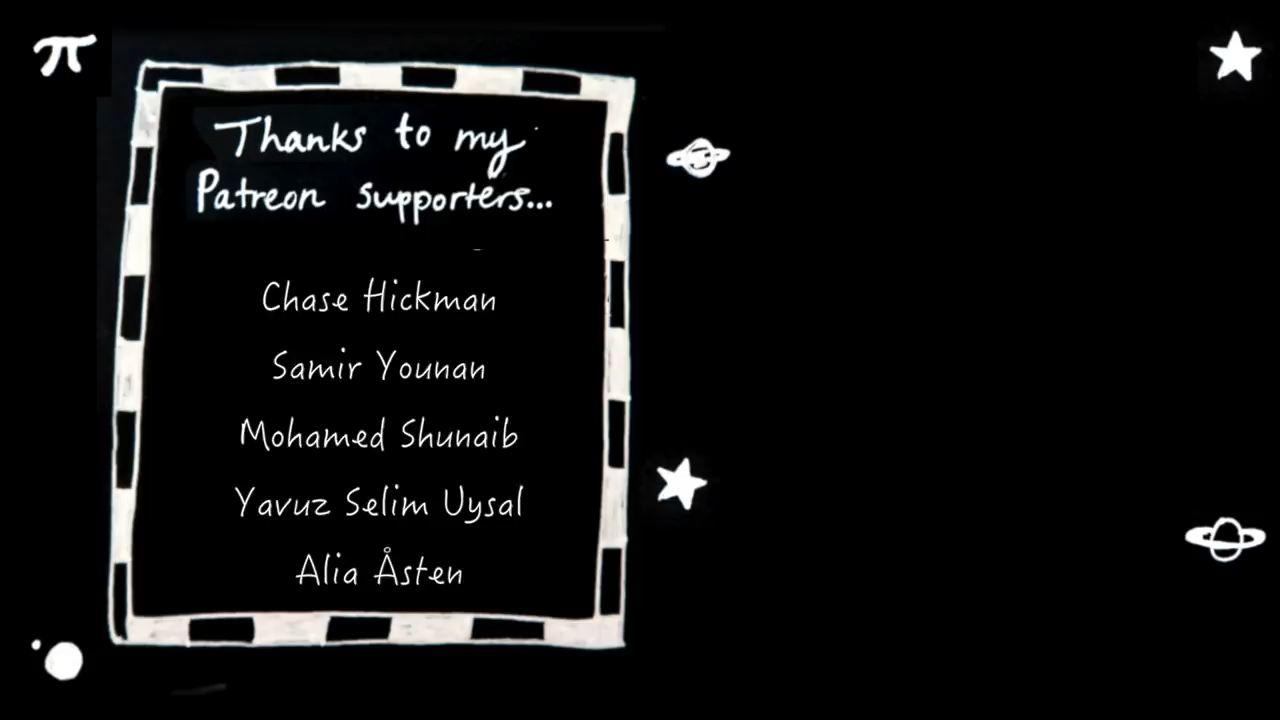 π
Thanks to my
Patreon supporters...
Chase Hickman
Samir Younan
Mohamed Shunaib
Yavuz Selim Uysal
Alia Åsten